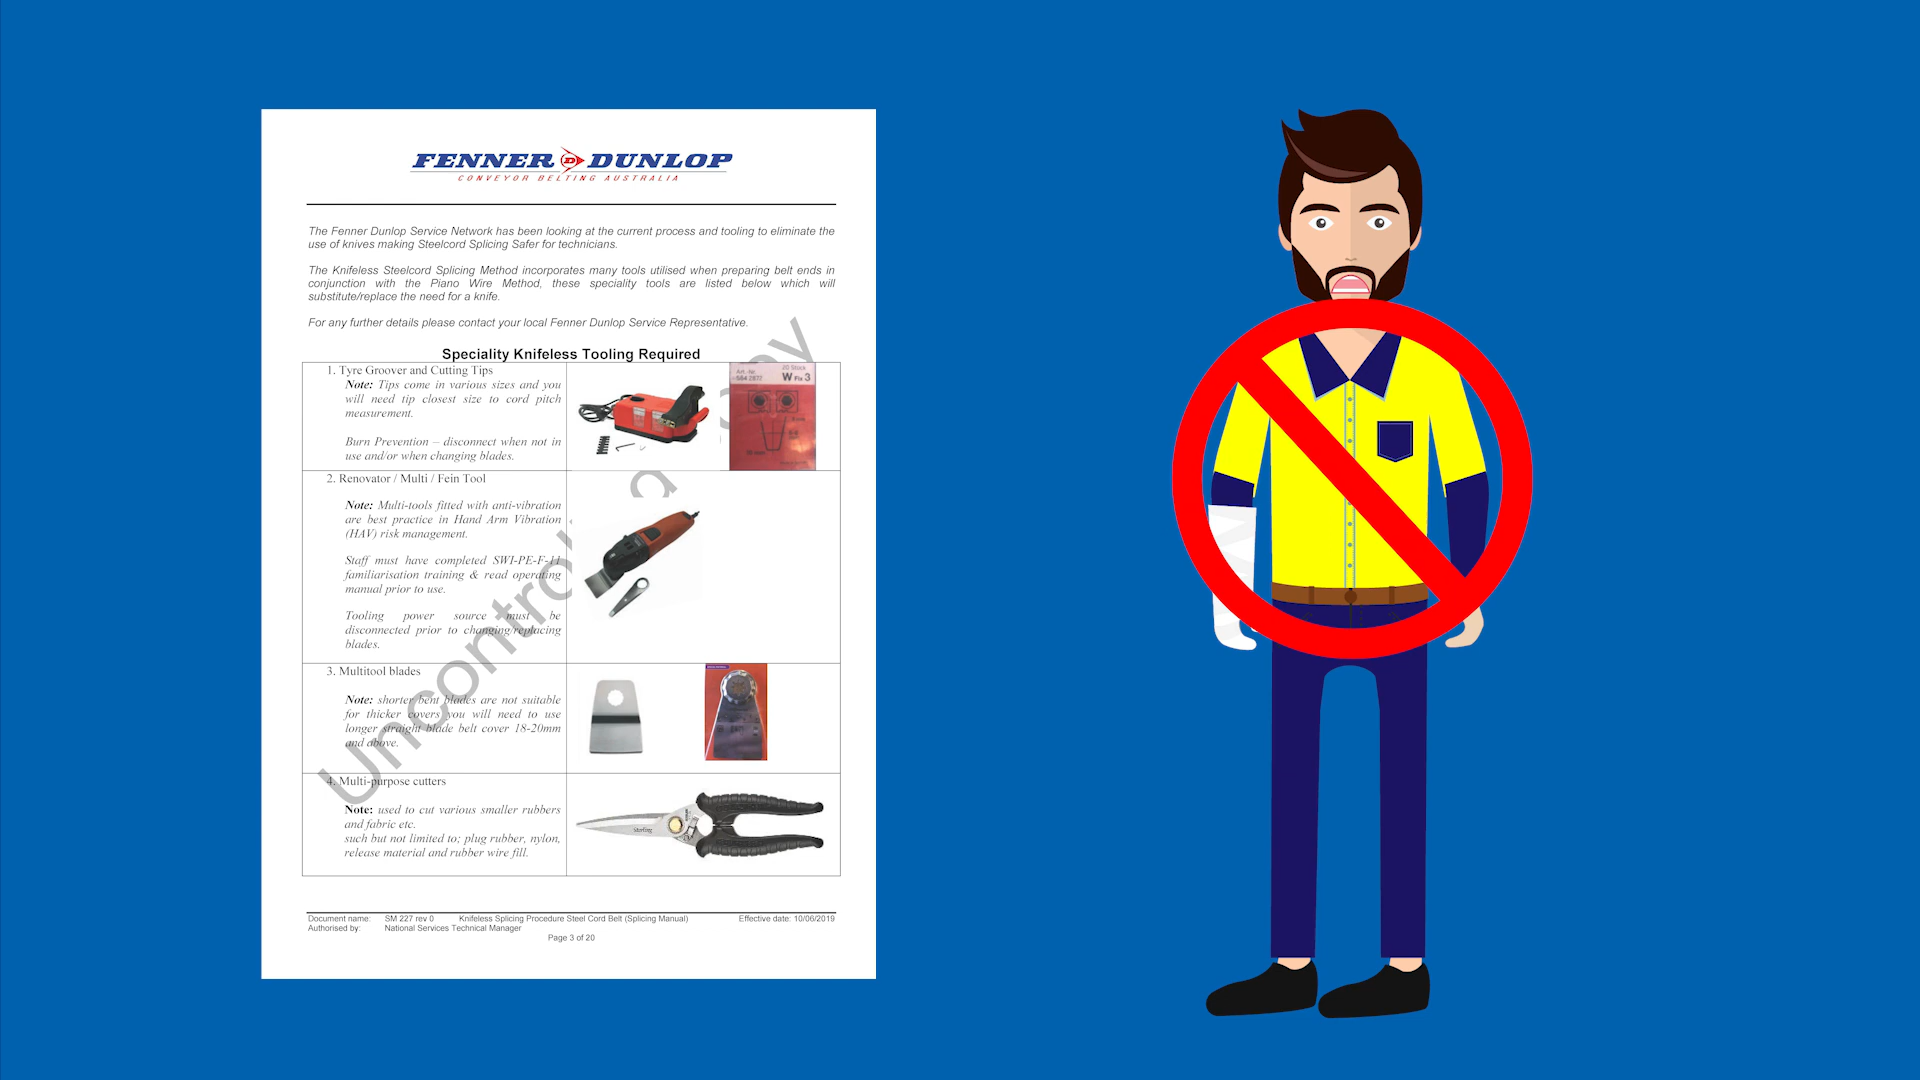 FENNER DUNLOP
CONVEYOR BELTING AUSTRALIA
The Fenner Dunlop Service Network has been looking at the current process and tooling to eliminate the
use of knives making Steelcord Splicing Safer for technicians.
The Knifeless Steelcord Splicing Method incorporates many tools utilised when preparing belt ends in
conjunction with the Piano Wire Method, these speciality tools are listed below which will
substitute/replace the need for a knife.
For any further details please contact your local Fenner Dunlop Service Representative.
Speciality Knifeless Tooling Required
1. Tyre Groover and Cutting Tips
Note: Tips come in various sizes and you
will need tip closest size to cord pitch
measurement.
Burn Prevention – disconnect when not in
use and/or when changing blades.
20 Stück
W Fix 3
2. Renovator / Multi / Fein Tool
Note: Multi-tools fitted with anti-vibration
are best practice in Hand Arm Vibration
(HAV) risk management.
Staff must have completed SWI-PE-F-11
familiarisation training & read operating
manual prior to use.
Tooling power source must be
disconnected prior to changing/replacing
blades.
3. Multitool blades
Note: shorter bent blades are not suitable
for thicker covers you will need to use
longer straight blade belt cover 18-20mm
and above.
4. Multi-purpose cutters
Note: used to cut various smaller rubbers
and fabric etc.
such but not limited to; plug rubber, nylon,
release material and rubber wire fill.
Sterling
Document name: SM 227 rev 0 Knifeless Splicing Procedure Steel Cord Belt (Splicing Manual) Effective date: 10/06/2019
Authorised by: National Services Technical Manager
Page 3 of 20